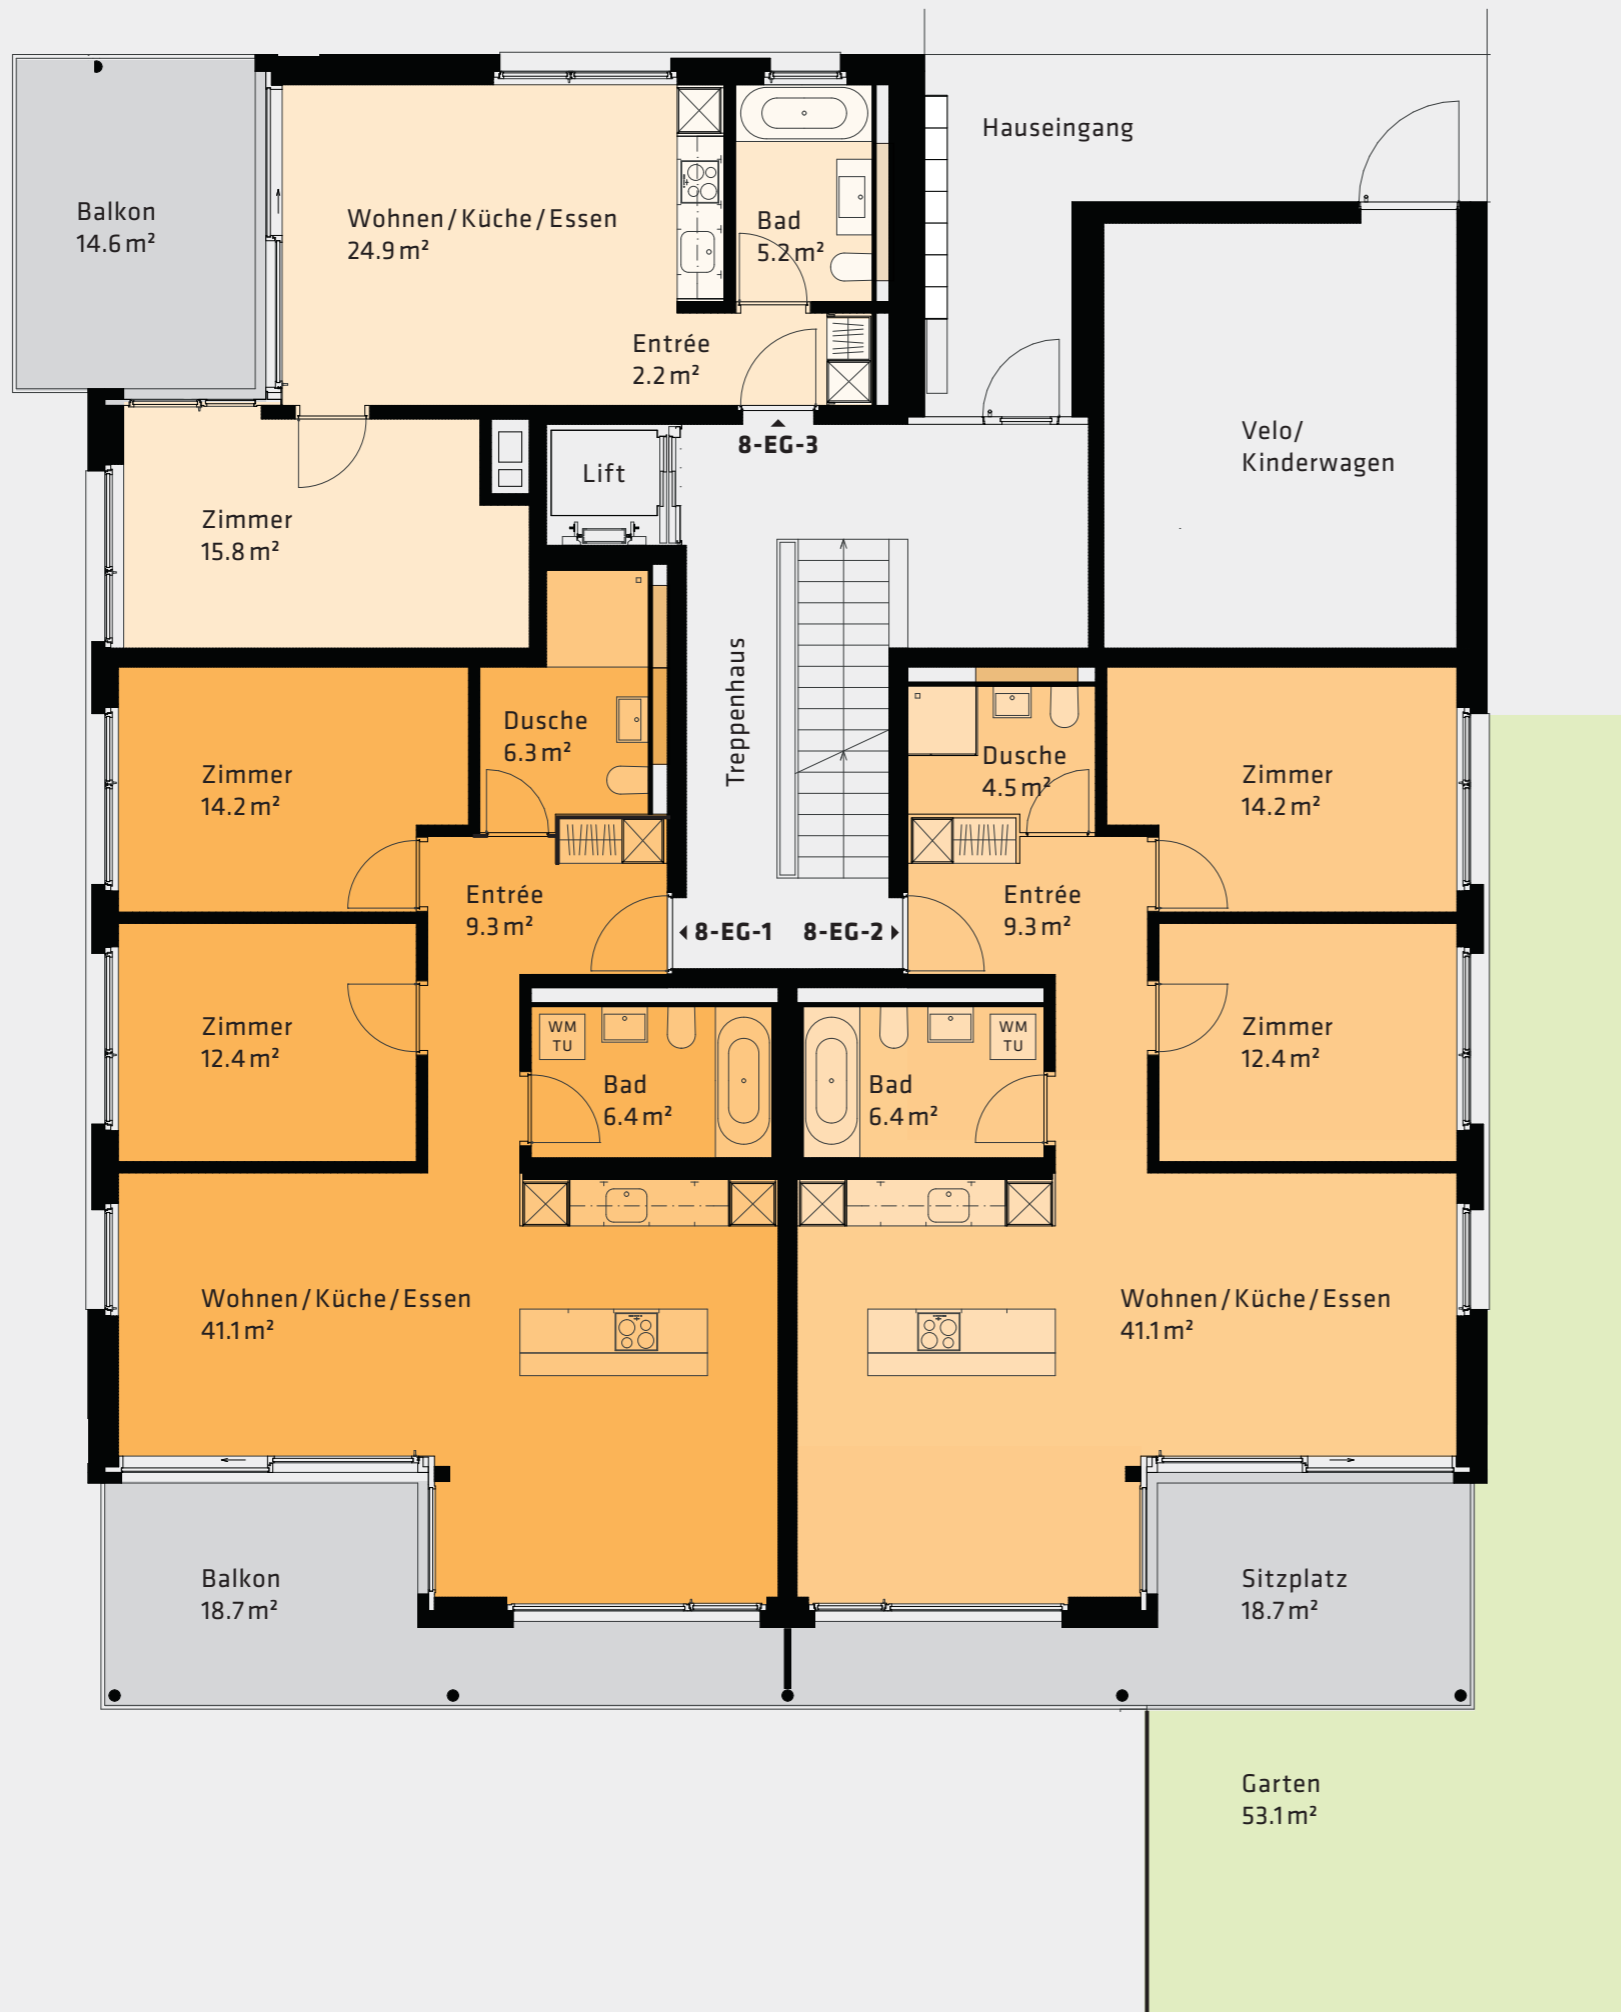 Hauseingang
Balkon
14.6 m²
Wohnen / Küche / Essen
24.9 m²
Bad
5.2 m²
Entrée
2.2 m²
8-EG-3
Velo/
Kinderwagen
Lift
Zimmer
15.8 m²
Treppenhaus
Dusche
6.3 m²
Dusche
4.5 m²
Zimmer
14.2 m²
Zimmer
14.2 m²
Entrée
9.3 m²
8-EG-1
8-EG-2
Entrée
9.3 m²
Zimmer
12.4 m²
WM
TU
Bad
6.4 m²
WM
TU
Bad
6.4 m²
Zimmer
12.4 m²
Wohnen / Küche / Essen
41.1 m²
Wohnen / Küche / Essen
41.1 m²
Balkon
18.7 m²
Sitzplatz
18.7 m²
Garten
53.1 m²